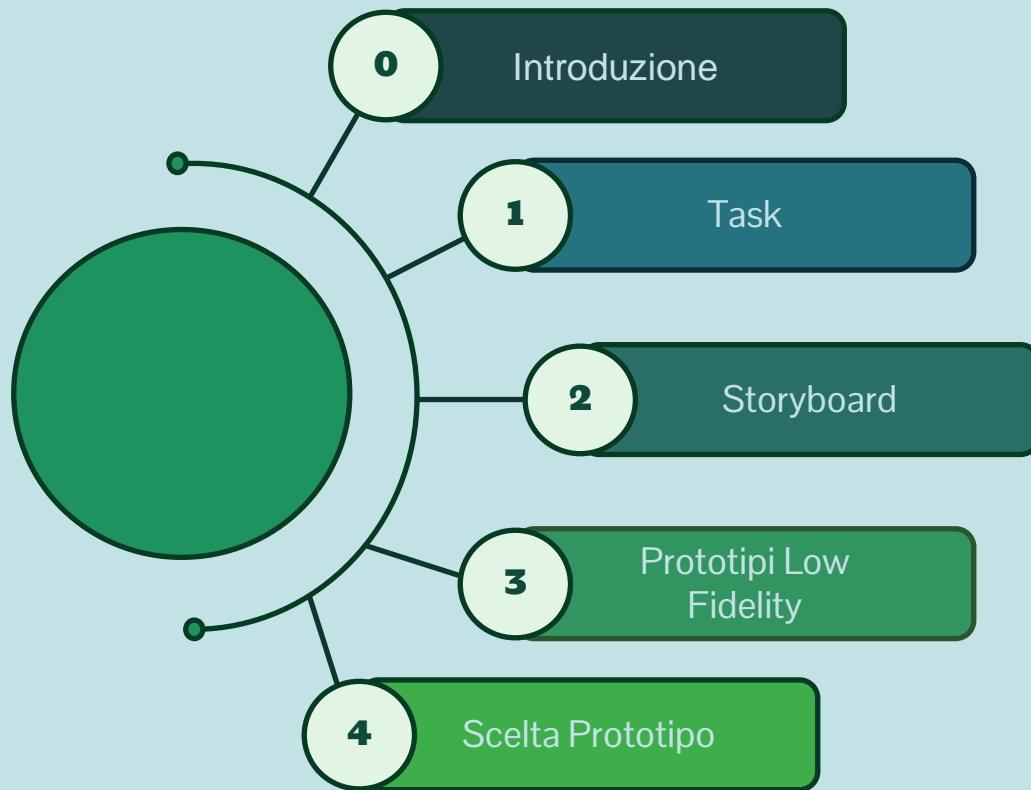 0
Introduzione
1
Task
2
Storyboard
3
Prototipi Low
Fidelity
4
Scelta Prototipo